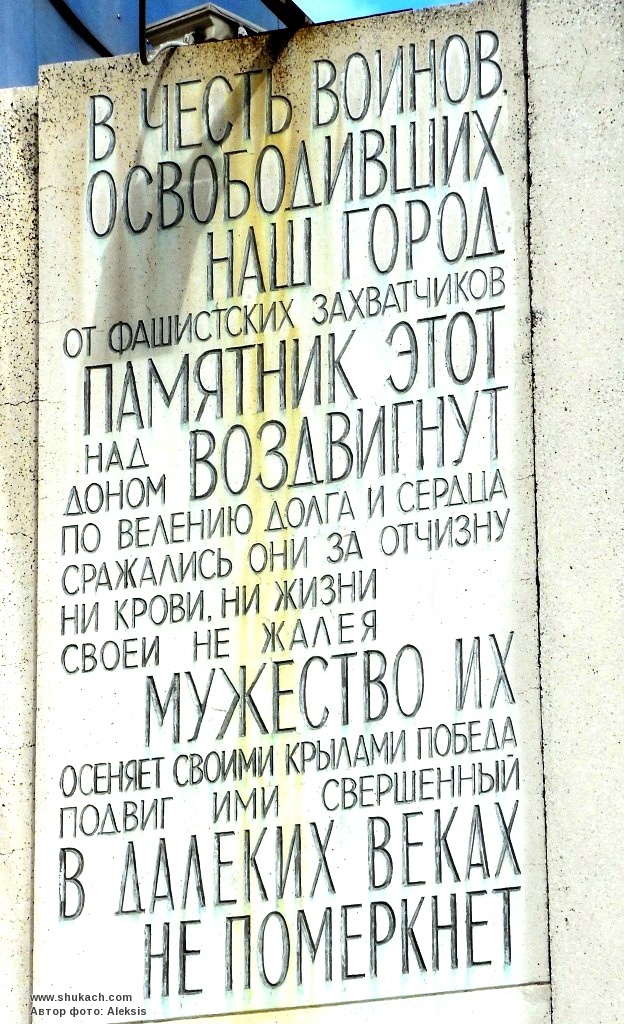 В ЧЕСТЬ ВОИНОВ
ОСВОБОДИВШИХ
НАШ ГОРОД
ОТ ФАШИСТСКИХ ЗАХВАТЧИКОВ
ПАМЯТНИК ЭТОТ
НАД ДОНОМ ВОЗДВИГНУТ
ПО ВЕЛЕНИЮ ДОЛГА И СЕРДЦА
СРАЖАЛИСЬ ОНИ ЗА ОТЧИЗНУ
НИ КРОВИ, НИ ЖИЗНИ
СВОЕЙ НЕ ЖАЛЕЯ
МУЖЕСТВО ИХ
ОСЕНЯЕТ СВОИМИ КРЫЛАМИ ПОБЕДА
ПОДВИГ ИМИ СВЕРШЕННЫЙ
В ДАЛЕКИХ ВЕКАХ
НЕ ПОМЕРКНЕТ
www.shukach.com
Автор фото: Aleksis